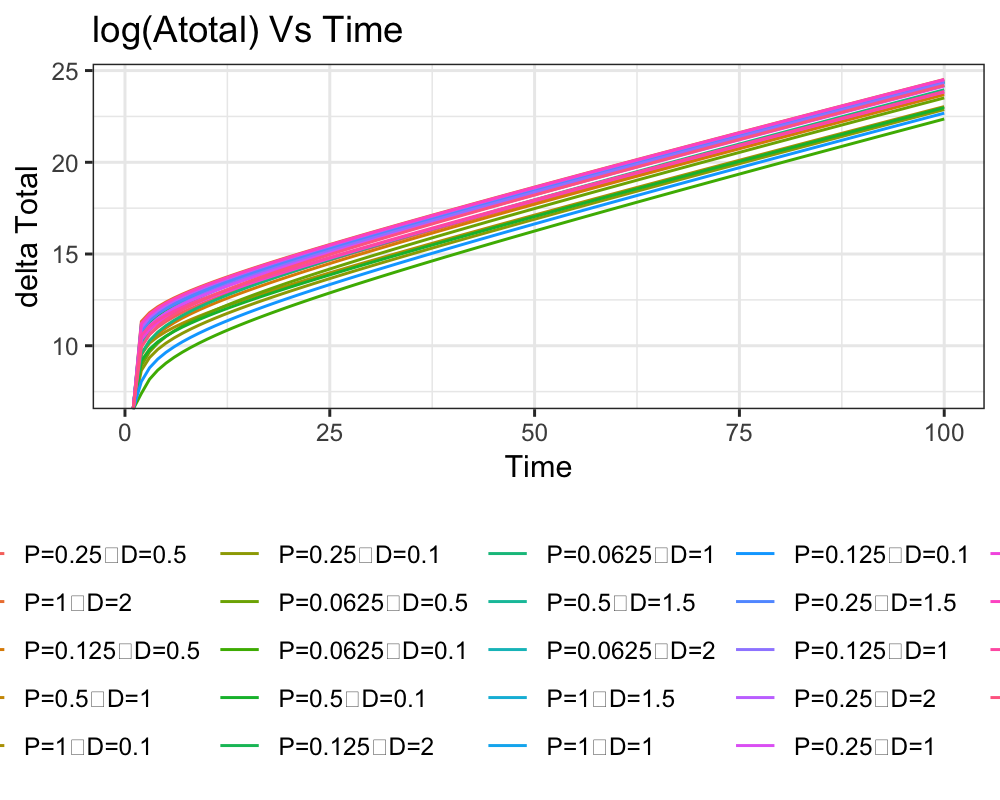 log(Atotal) Vs Time
25
20
15
10
delta Total
0 25 50 75 100
Time
P=0.25□D=0.5 P=0.25□D=0.1 P=0.0625□D=1 P=0.125□D=0.1
P=1□D=2 P=0.0625□D=0.5 P=0.5□D=1.5 P=0.25□D=1.5
P=0.125□D=0.5 P=0.0625□D=0.1 P=0.0625□D=2 P=0.125□D=1
P=0.5□D=1 P=0.5□D=0.1 P=1□D=1.5 P=0.25□D=2
P=1□D=0.1 P=0.125□D=2 P=1□D=1 P=0.25□D=1